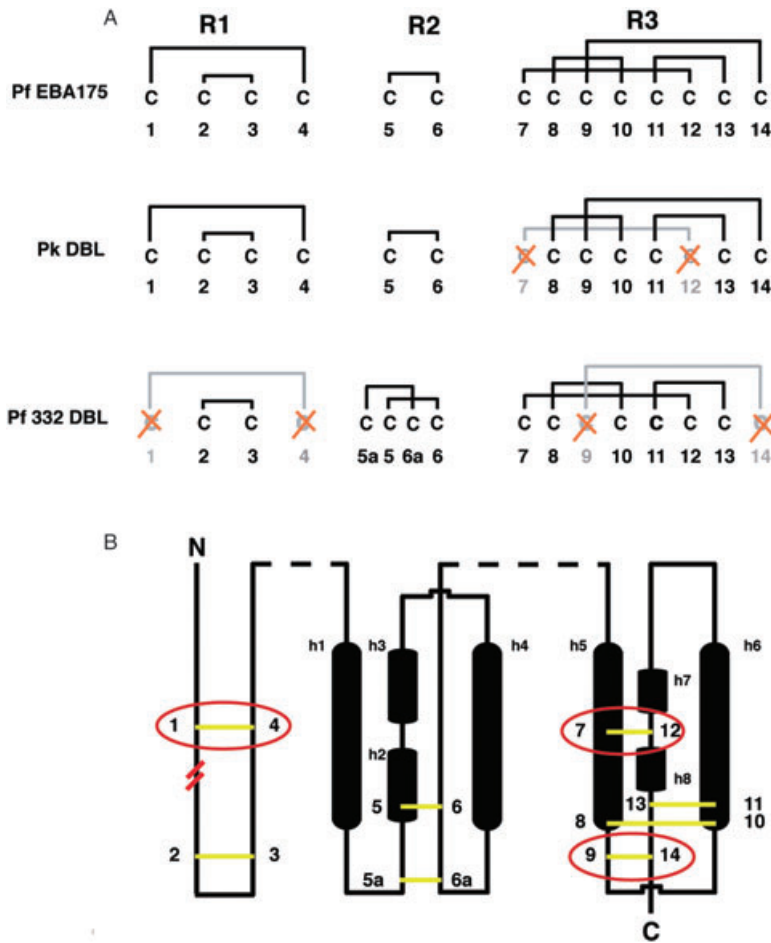 A
R1 R2 R3
Pf EBA175 C C C C C C C C C C C C C C
1 2 3 4 5 6 7 8 9 10 11 12 13 14
Pk DBL C C C C C C C C C C C C C C
1 2 3 4 5 6 7 8 9 10 11 12 13 14
Pf 332 DBL C C C C C C C C C C C C C C C C
1 2 3 4 5a 5 6a 6 7 8 9 10 11 12 13 14
B
N
h1 h3 h4 h5 h6
h7
1 4 7 12
h2
h8
5 6 13 11
8 10
2 3 9 14
5a 6a
C